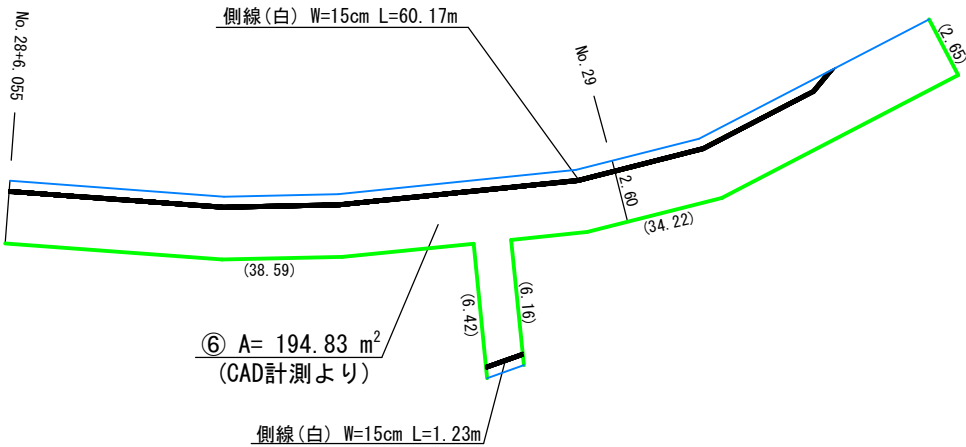 側線(白) W=15cm L=60.17m
No.28+6.055
No.29
(2.65)
2.60
(34.22)
(38.59)
(6.42)
(6.16)
⑥ A= 194.83 m²
(CAD計測より)
側線(白) W=15cm L=1.23m